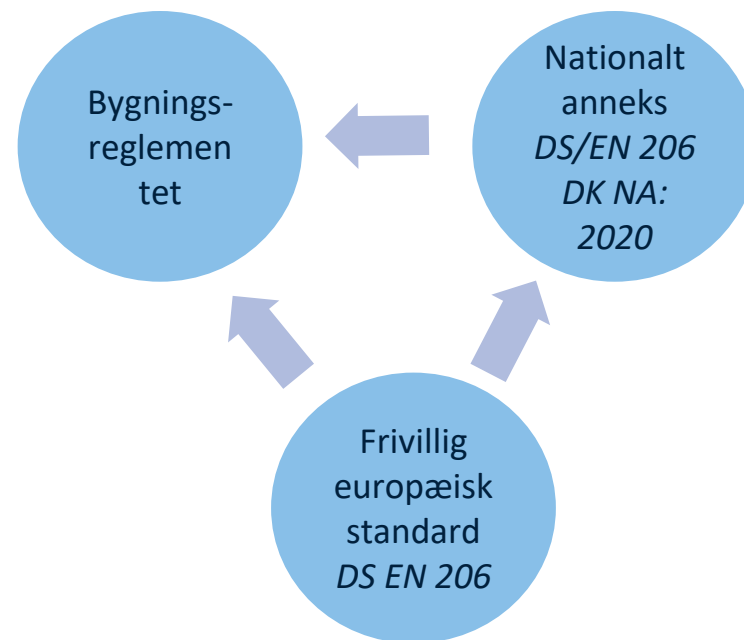 Bygnings-
reglemen
tet
Nationalt
anneks
DS/EN 206
DK NA:
2020
Frivillig
europæisk
standard
DS EN 206